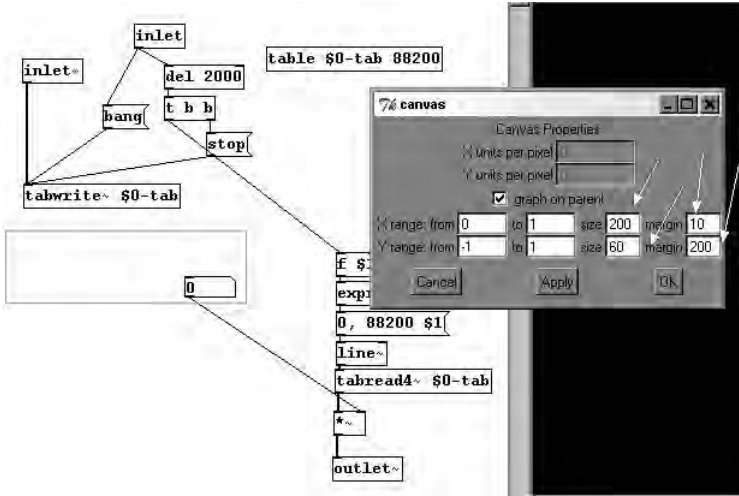 inlet
inlet~
del 2000
table $0-tab 88200
t b b
bang
stop
tabwrite~ $0-tab
0
f
expr
0, 88200 $1
line~
tabread4~ $0-tab
*~
outlet~
canvas
Canvas Properties
X units per pixel 0
Y units per pixel 0
graph on parent
X range: from 0 to 1 size 200 margin 10
Y range: from -1 to 1 size 60 margin 200
Cancel Apply OK